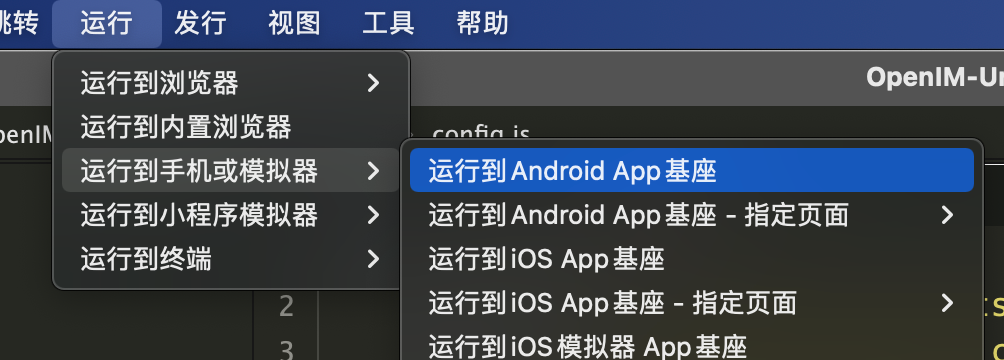 跳转 运行 发行 视图 工具 帮助
OpenIM-Un
运行到浏览器
运行到内置浏览器
config.js
运行到手机或模拟器
运行到Android App基座
运行到小程序模拟器
运行到Android App基座 - 指定页面
运行到终端
运行到iOS App基座
2
运行到iOS App基座 - 指定页面
3
运行到iOS模拟器 App基座